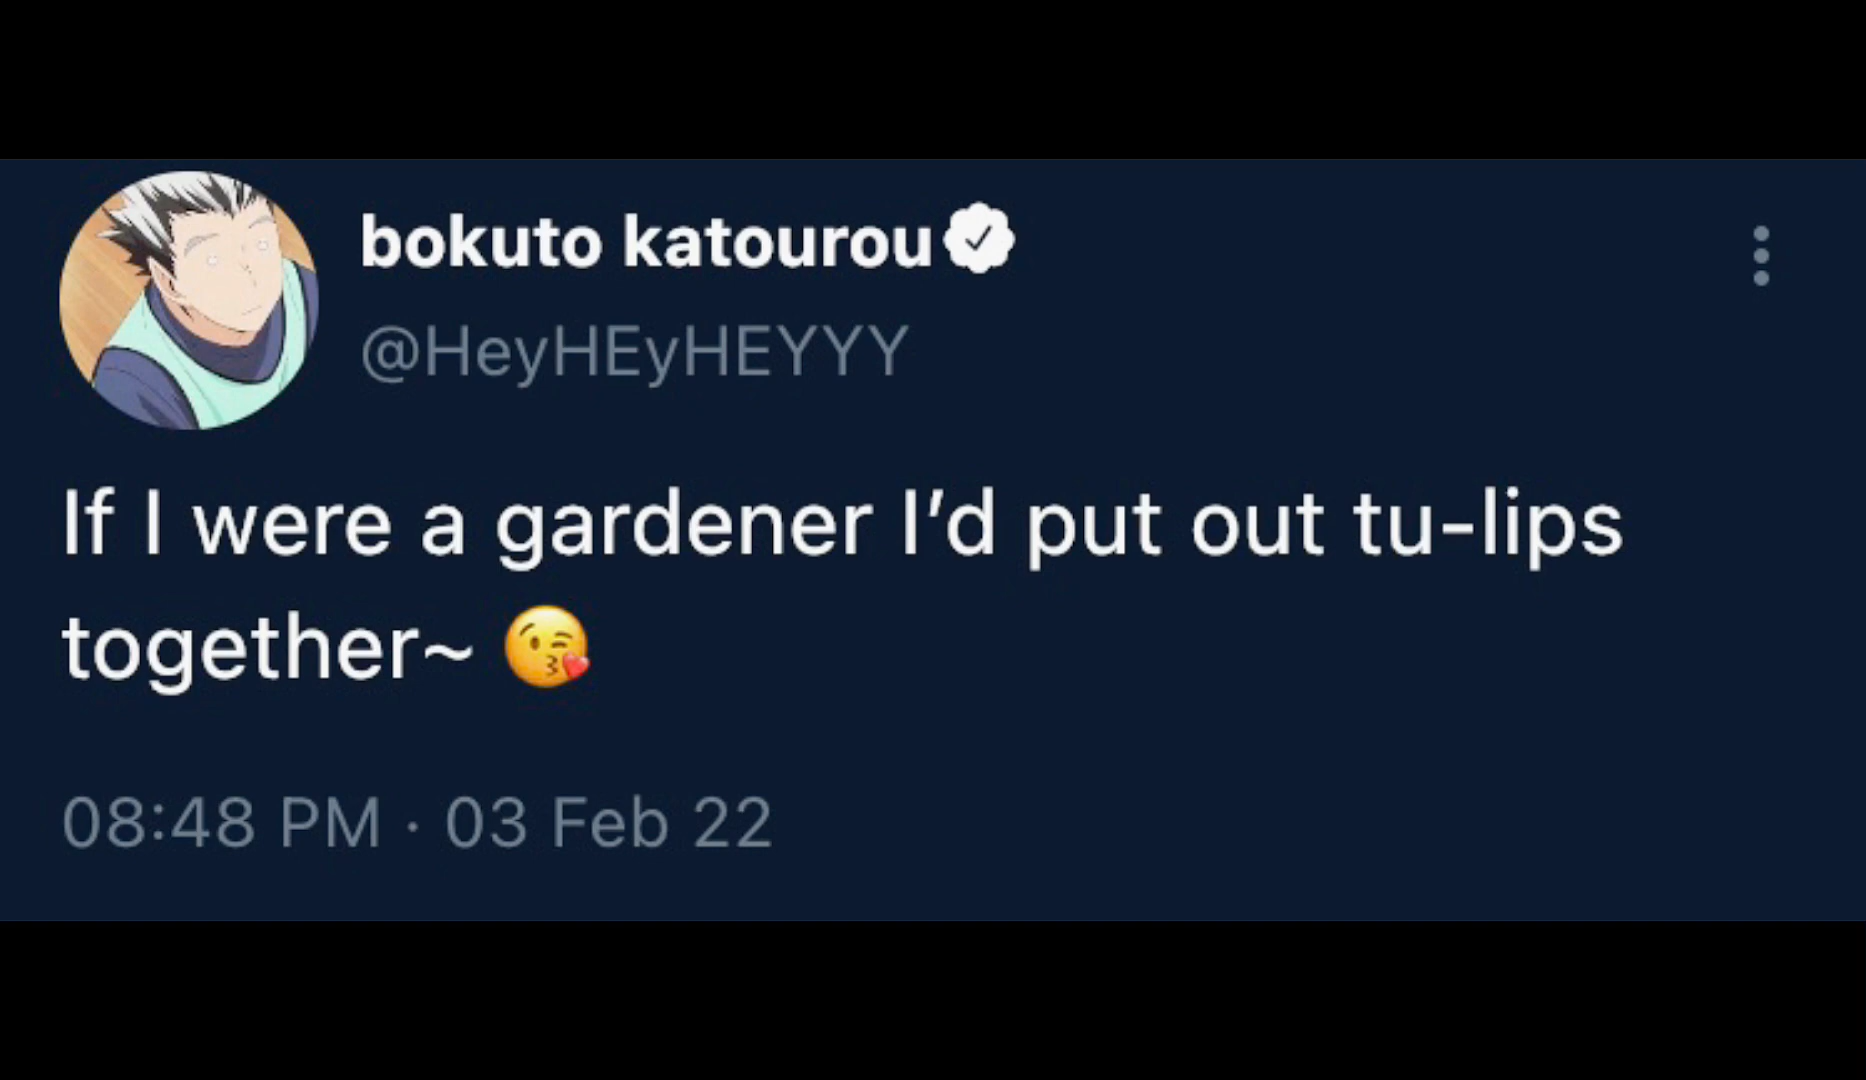 bokuto katourou
@HeyHEyHEYYY
If I were a gardener I’d put out tu-lips
together~ 😘
08:48 PM · 03 Feb 22